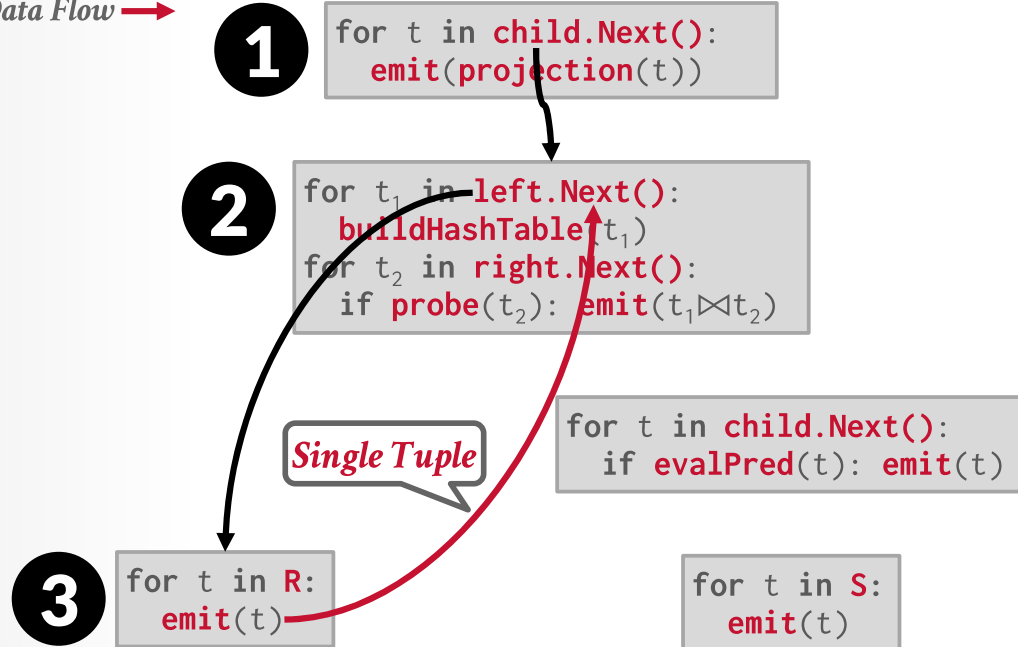 Data Flow
1
for t in child.Next():
emit(projection(t))
2
for t₁ in left.Next():
buildHashTable(t₁)
for t₂ in right.Next():
if probe(t₂): emit(t₁⨝t₂)
for t in child.Next():
if evalPred(t): emit(t)
Single Tuple
3
for t in R:
emit(t)
for t in S:
emit(t)